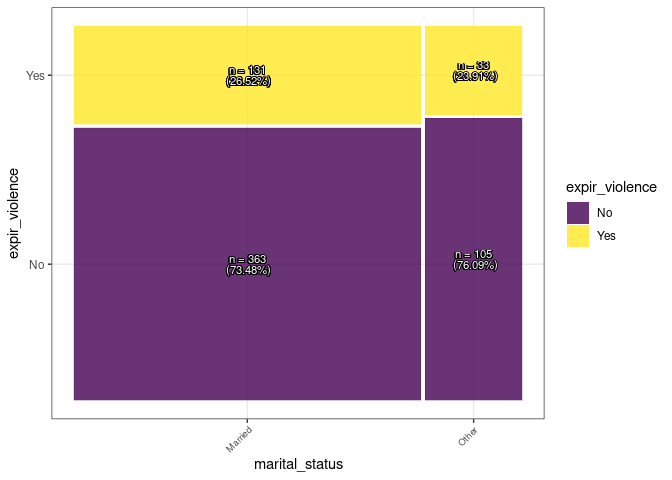 Yes
n = 131
(26.52%)
n = 33
(23.91%)
expir_violence
No
n = 363
(73.48%)
n = 105
(76.09%)
Married
Other
marital_status
expir_violence
No
Yes